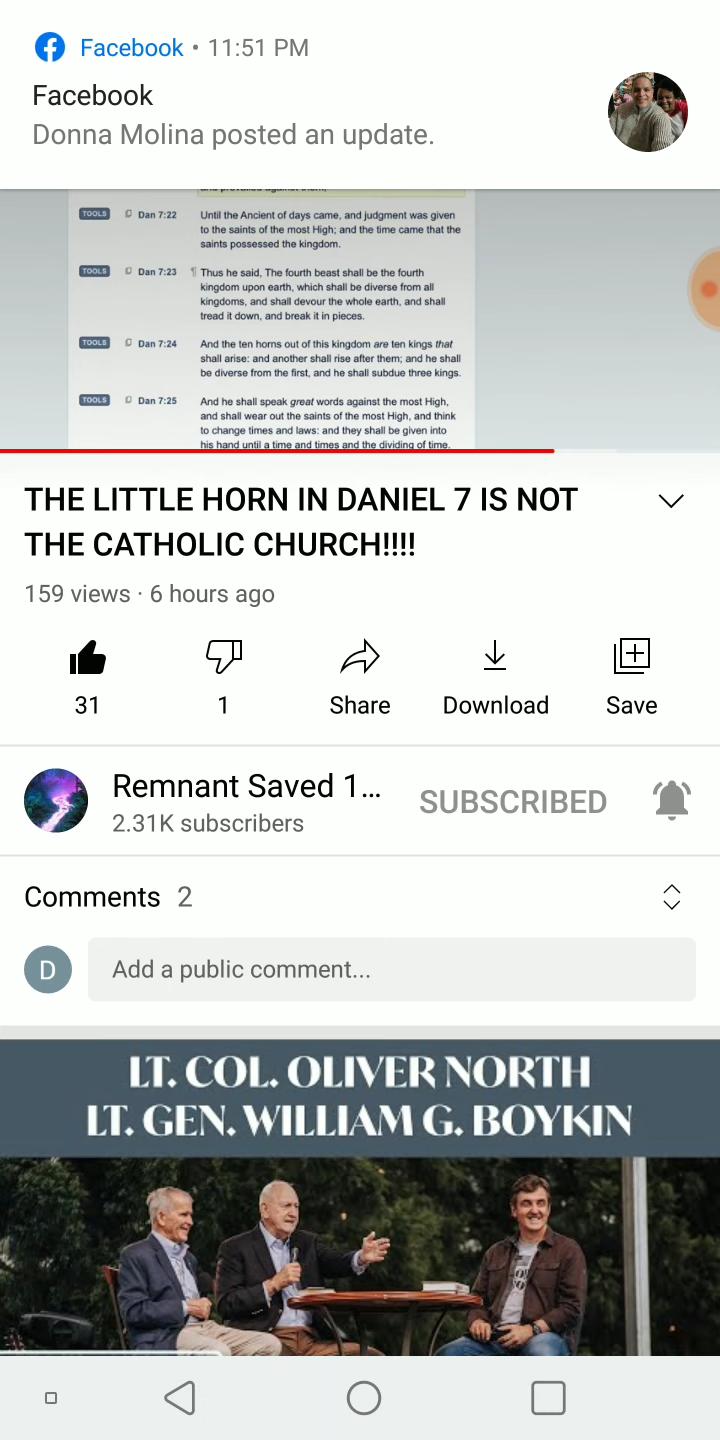 Facebook • 11:51 PM
Facebook
Donna Molina posted an update.
and prevailed against them;
TOOLS Dan 7:22 Until the Ancient of days came, and judgment was given
to the saints of the most High; and the time came that the
saints possessed the kingdom.
TOOLS Dan 7:23 ¶ Thus he said, The fourth beast shall be the fourth
kingdom upon earth, which shall be diverse from all
kingdoms, and shall devour the whole earth, and shall
tread it down, and break it in pieces.
TOOLS Dan 7:24 And the ten horns out of this kingdom are ten kings that
shall arise: and another shall rise after them; and he shall
be diverse from the first, and he shall subdue three kings.
TOOLS Dan 7:25 And he shall speak great words against the most High,
and shall wear out the saints of the most High, and think
to change times and laws: and they shall be given into
his hand until a time and times and the dividing of time.
THE LITTLE HORN IN DANIEL 7 IS NOT
THE CATHOLIC CHURCH!!!!
159 views · 6 hours ago
31 1 Share Download Save
Remnant Saved 1... SUBSCRIBED
2.31K subscribers
Comments 2
D Add a public comment...
LT. COL. OLIVER NORTH
LT. GEN. WILLIAM G. BOYKIN